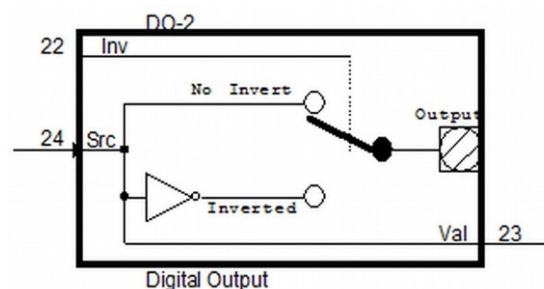 DO-2
22 Inv
No Invert
Output
24 Src
Inverted
Val 23
Digital Output